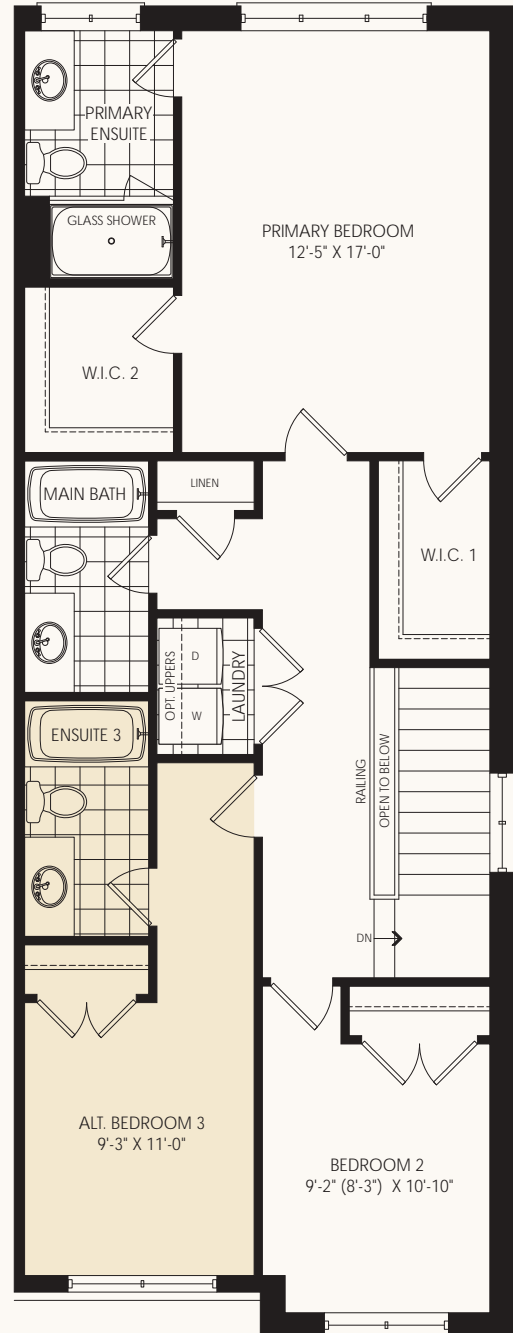 PRIMARY
ENSUITE
GLASS SHOWER
PRIMARY BEDROOM
12'-5" X 17'-0"
W.I.C. 2
MAIN BATH
LINEN
W.I.C. 1
OPT. UPPERS
D
W
LAUNDRY
ENSUITE 3
RAILING
OPEN TO BELOW
DN
ALT. BEDROOM 3
9'-3" X 11'-0"
BEDROOM 2
9'-2" (8'-3") X 10'-10"